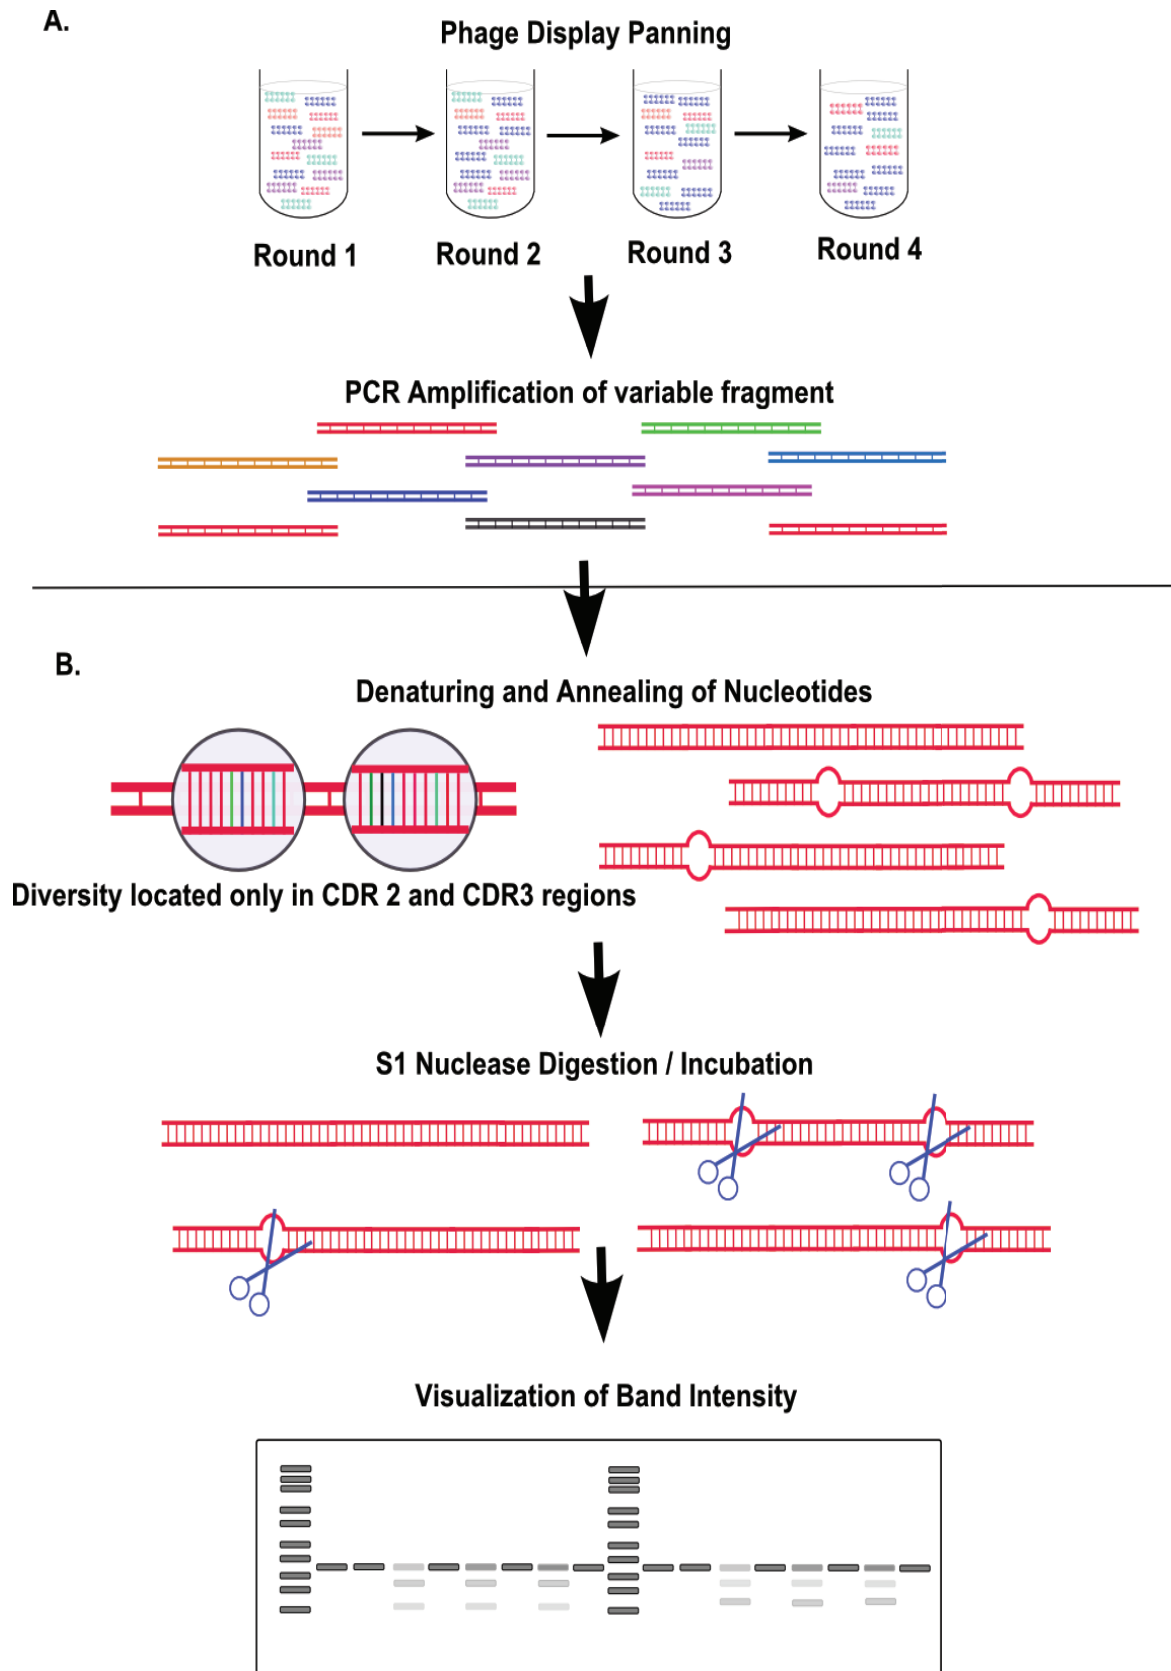 A.
Phage Display Panning
Round 1
Round 2
Round 3
Round 4
PCR Amplification of variable fragment
B.
Denaturing and Annealing of Nucleotides
Diversity located only in CDR 2 and CDR3 regions
S1 Nuclease Digestion / Incubation
Visualization of Band Intensity